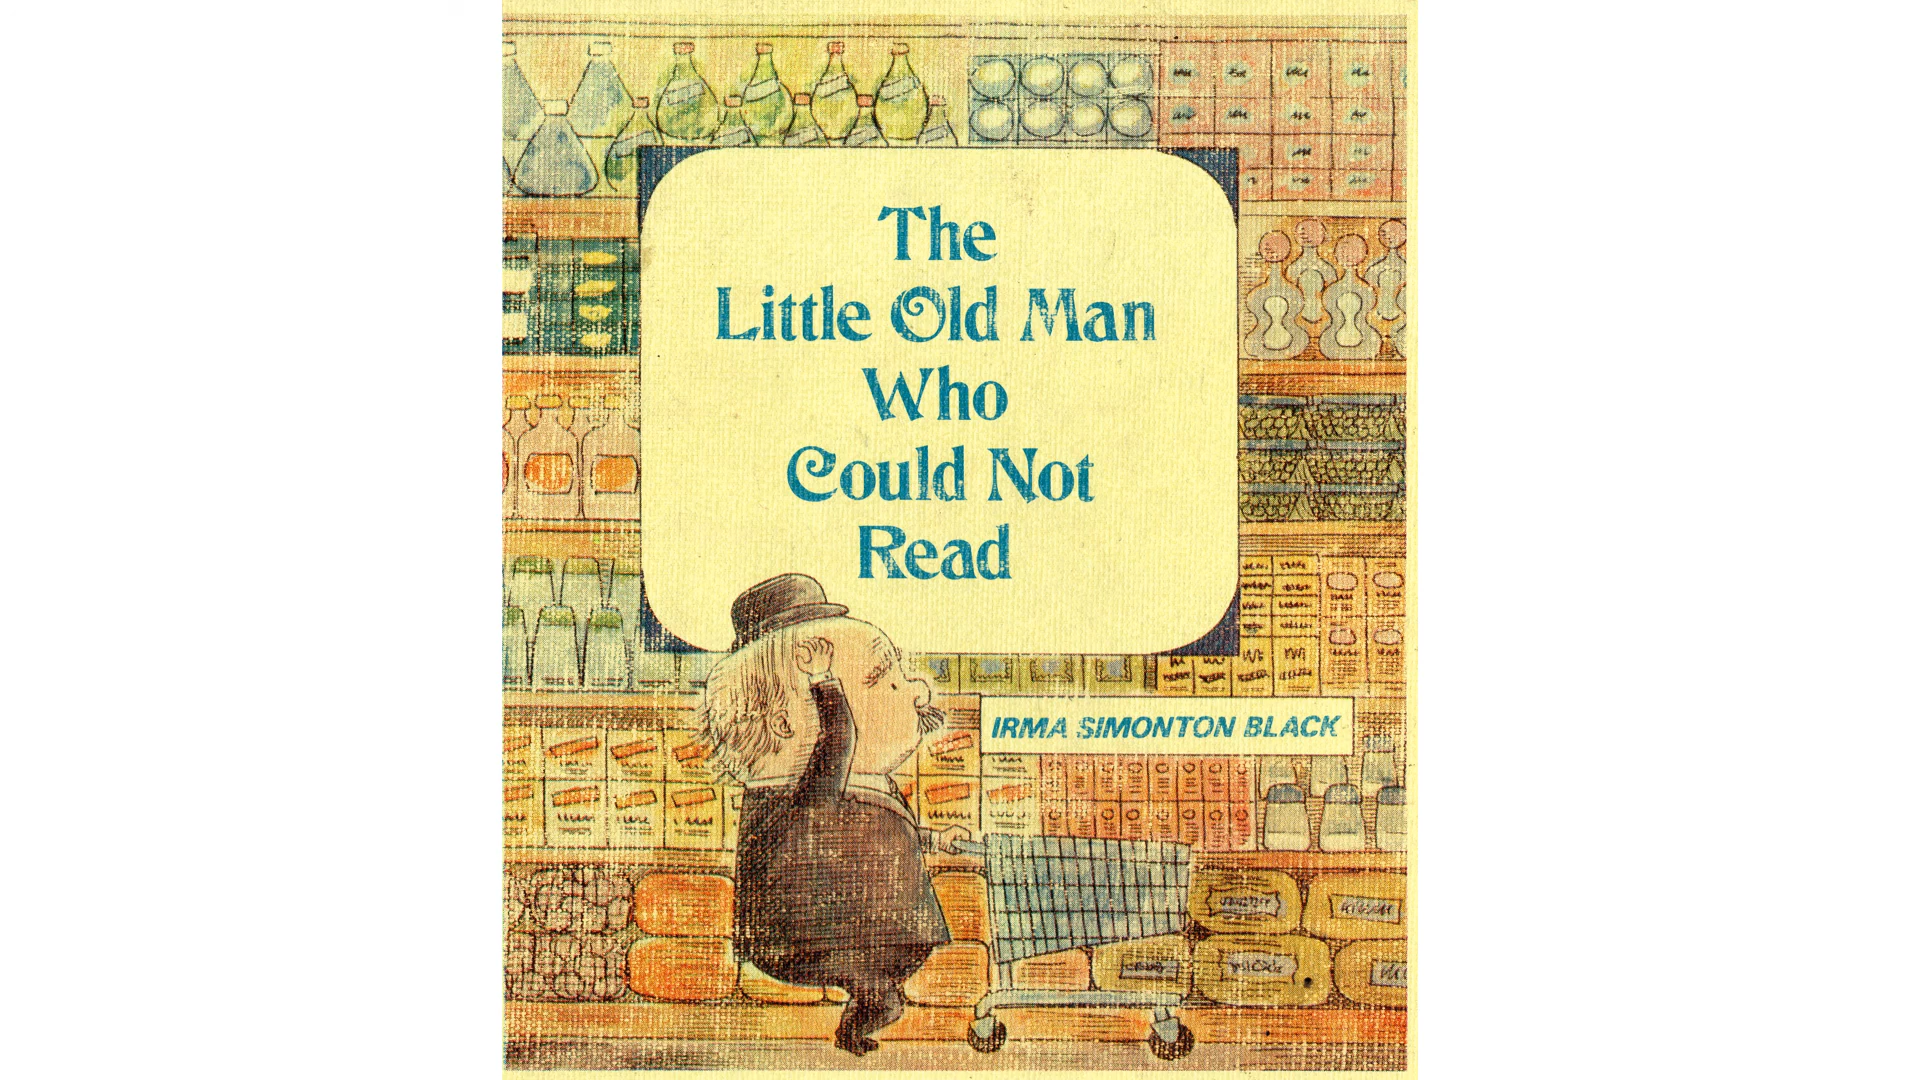 The
Little Old Man
Who
Could Not
Read
IRMA SIMONTON BLACK